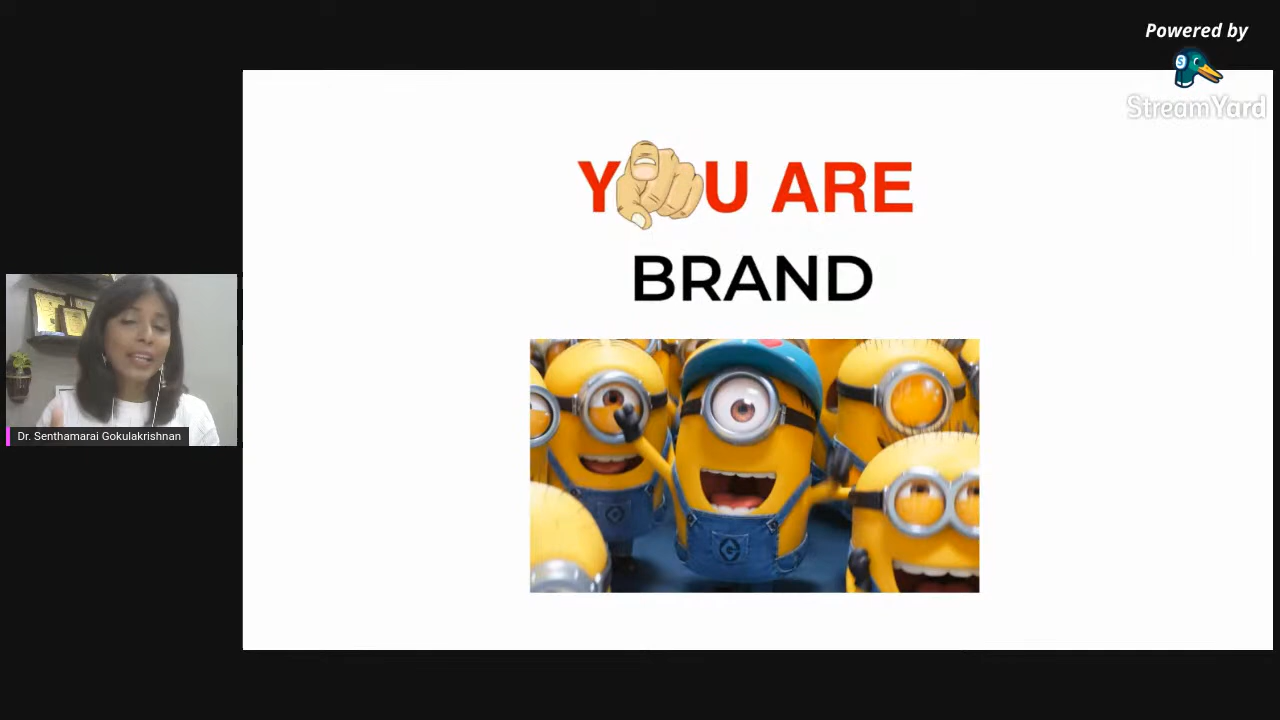 Powered by
StreamYard
YOU ARE
BRAND
Dr. Senthamarai Gokulakrishnan